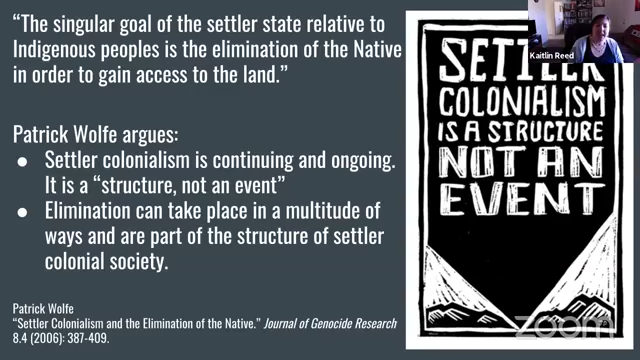 “The singular goal of the settler state relative to
Indigenous peoples is the elimination of the Native
in order to gain access to the land.”
Patrick Wolfe argues:
● Settler colonialism is continuing and ongoing.
It is a “structure, not an event”
● Elimination can take place in a multitude of
ways and are part of the structure of settler
colonial society.
Patrick Wolfe
“Settler Colonialism and the Elimination of the Native.” Journal of Genocide Research
8.4 (2006): 387-409.
Kaitlin Reed
SETTLER
COLONIALISM
IS A STRUCTURE
NOT AN
EVENT
zoom